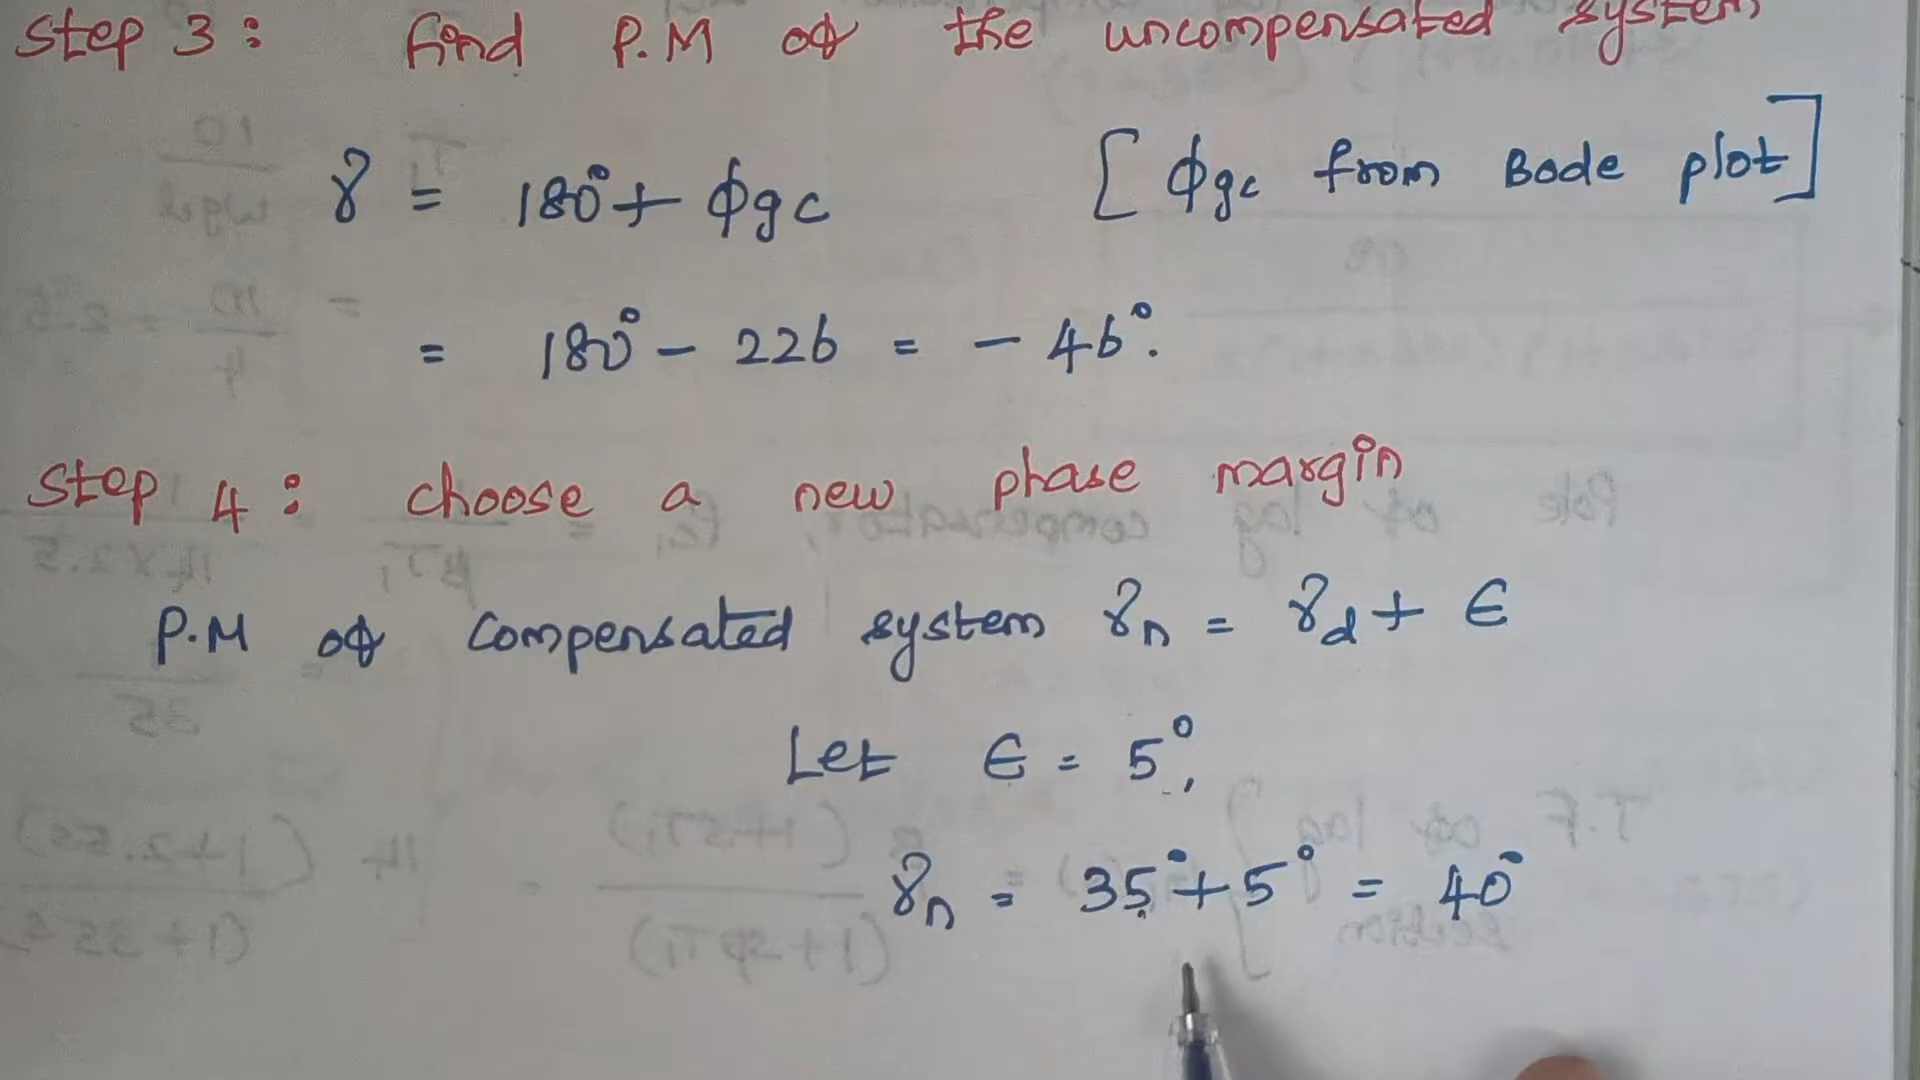 Step 3 : Find P.M of the uncompensated system
γ = 180° + ϕgc [ ϕgc from Bode plot ]
= 180° - 226 = - 46°.
Step 4 : choose a new phase margin
P.M of compensated system γn = γd + ϵ
Let ϵ = 5°,
γn = 35° + 5° = 40°